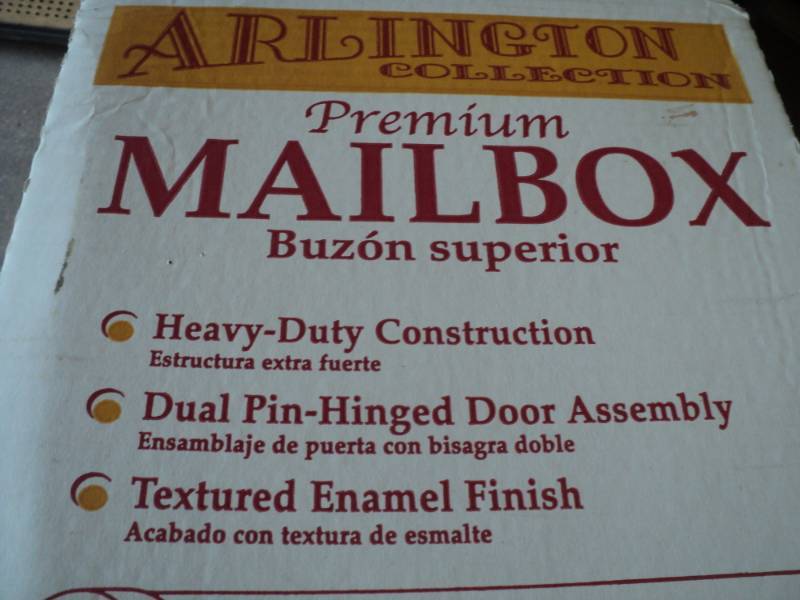 ARLINGTON
COLLECTION
Premium
MAILBOX
Buzón superior
Heavy-Duty Construction
Estructura extra fuerte
Dual Pin-Hinged Door Assembly
Ensamblaje de puerta con bisagra doble
Textured Enamel Finish
Acabado con textura de esmalte